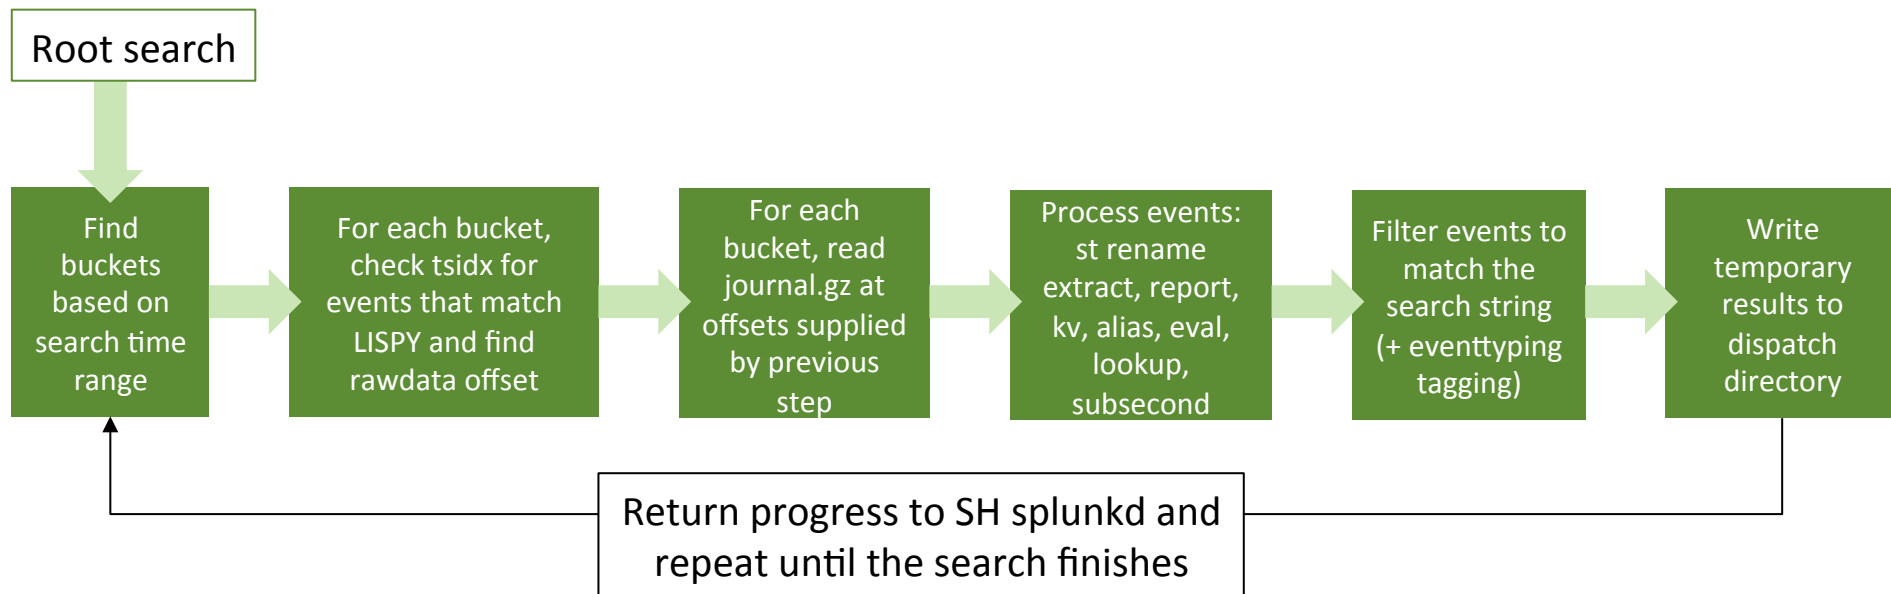 Root search
Find
buckets
based on
search time
range
For each bucket,
check tsidx for
events that match
LISPY and find
rawdata offset
For each
bucket, read
journal.gz at
offsets supplied
by previous
step
Process events:
st rename
extract, report,
kv, alias, eval,
lookup,
subsecond
Filter events to
match the
search string
(+ eventtyping
tagging)
Write
temporary
results to
dispatch
directory
Return progress to SH splunkd and
repeat until the search finishes